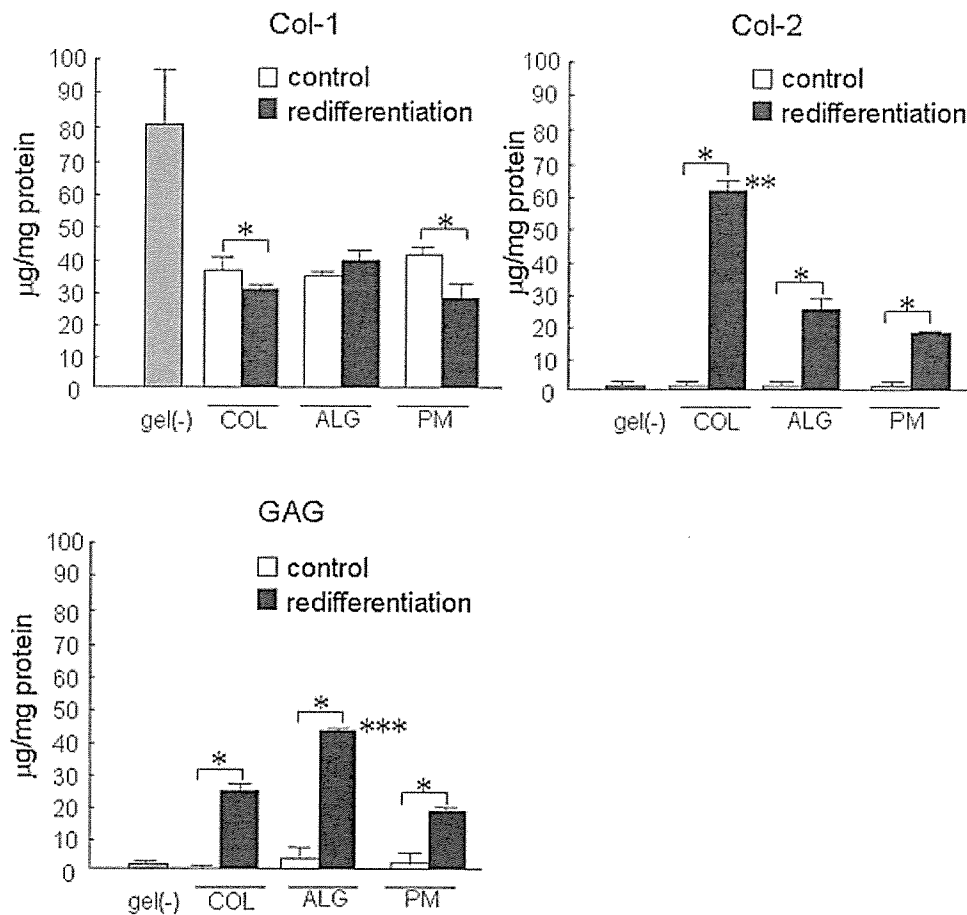 Col-1
100
90
80
70
60
50
40
30
20
10
0
µg/mg protein
control
redifferentiation
*
*
gel(-) COL ALG PM
Col-2
100
90
80
70
60
50
40
30
20
10
0
µg/mg protein
control
redifferentiation
*
**
*
*
gel(-) COL ALG PM
GAG
100
90
80
70
60
50
40
30
20
10
0
µg/mg protein
control
redifferentiation
*
*
***
*
gel(-) COL ALG PM